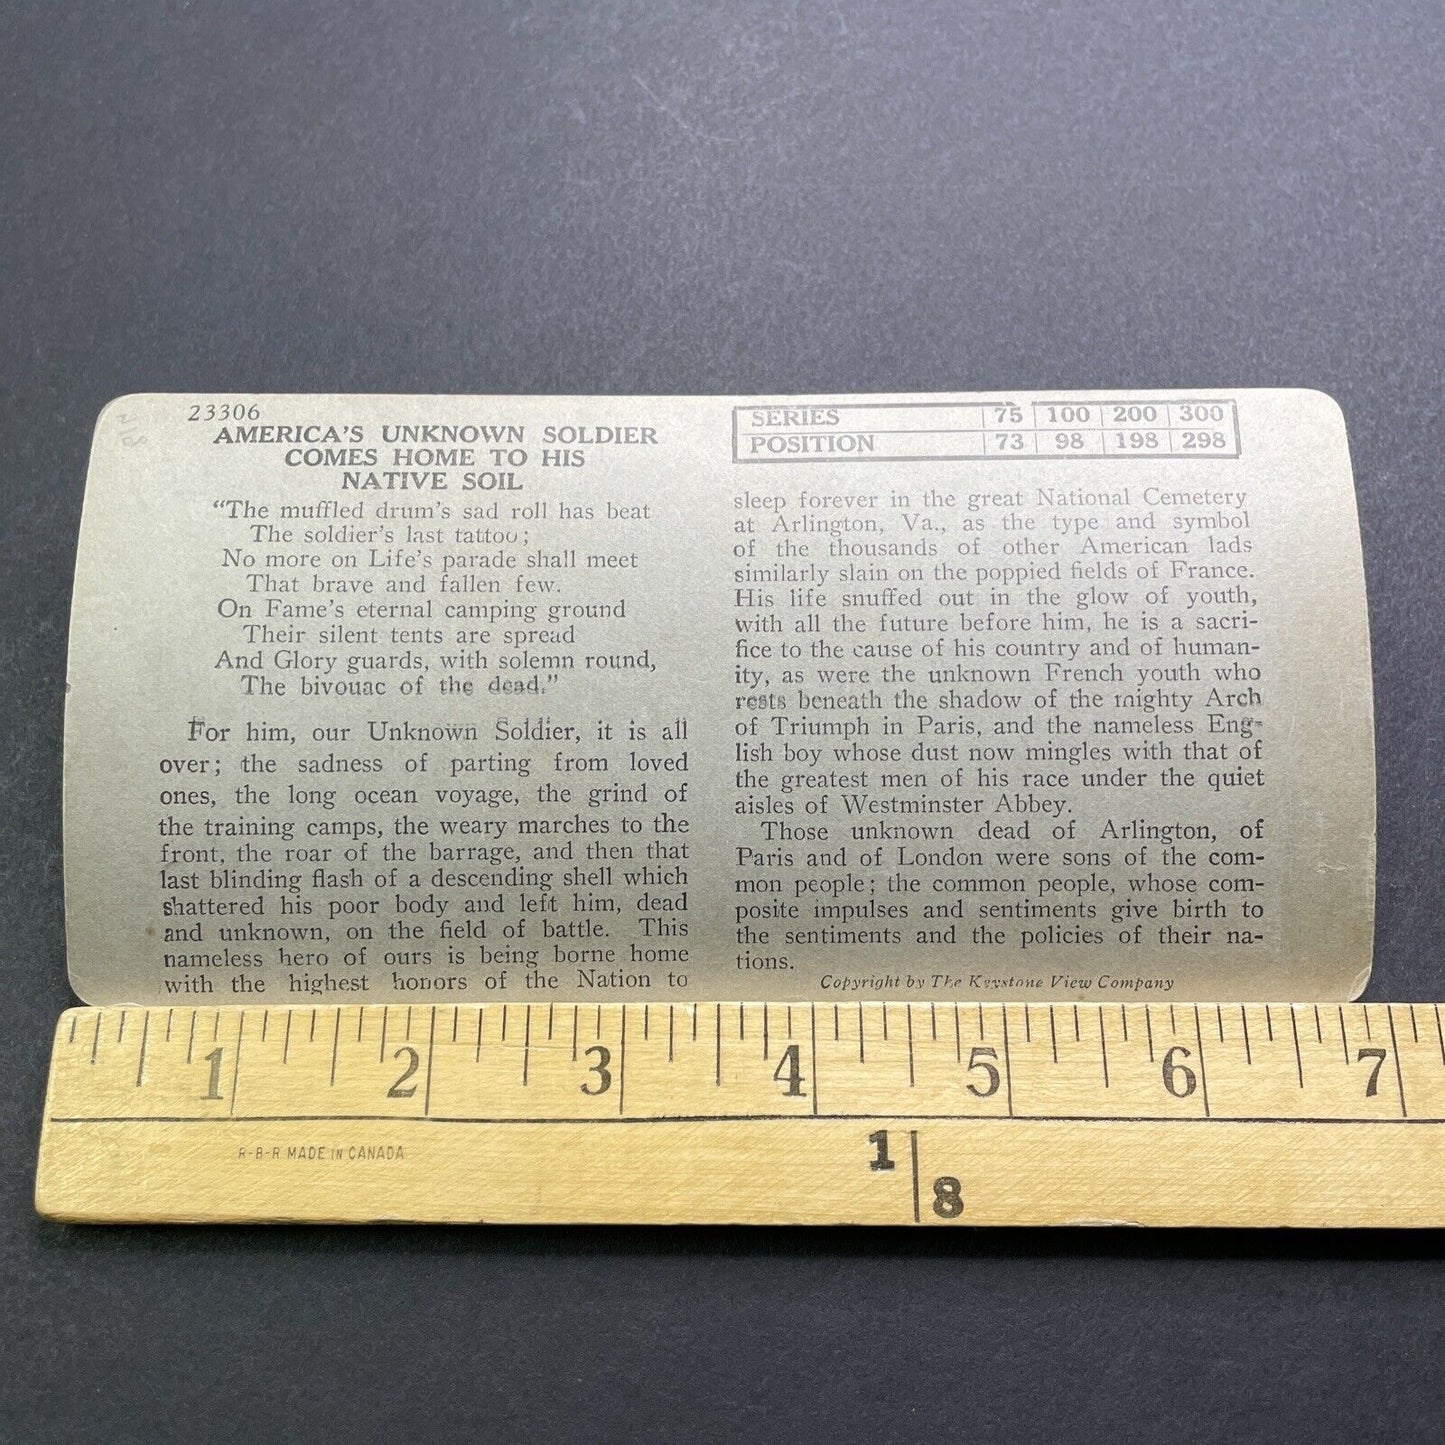 23306
AMERICA'S UNKNOWN SOLDIER
COMES HOME TO HIS
NATIVE SOIL
"The muffled drum's sad roll has beat
The soldier's last tattoo;
No more on Life's parade shall meet
That brave and fallen few.
On Fame's eternal camping ground
Their silent tents are spread
And Glory guards, with solemn round,
The bivouac of the dead."
For him, our Unknown Soldier, it is all
over; the sadness of parting from loved
ones, the long ocean voyage, the grind of
the training camps, the weary marches to the
front, the roar of the barrage, and then that
last blinding flash of a descending shell which
shattered his poor body and left him, dead
and unknown, on the field of battle. This
nameless hero of ours is being borne home
with the highest honors of the Nation to
SERIES 75 100 200 300
POSITION 73 98 198 298
sleep forever in the great National Cemetery
at Arlington, Va., as the type and symbol
of the thousands of other American lads
similarly slain on the poppied fields of France.
His life snuffed out in the glow of youth,
with all the future before him, he is a sacri-
fice to the cause of his country and of human-
ity, as were the unknown French youth who
rests beneath the shadow of the mighty Arch
of Triumph in Paris, and the nameless Eng-
lish boy whose dust now mingles with that of
the greatest men of his race under the quiet
aisles of Westminster Abbey.
Those unknown dead of Arlington, of
Paris and of London were sons of the com-
mon people; the common people, whose com-
posite impulses and sentiments give birth to
the sentiments and the policies of their na-
tions.
Copyright by The Keystone View Company
1 2 3 4 5 6 7
R-B-R MADE IN CANADA
1
8